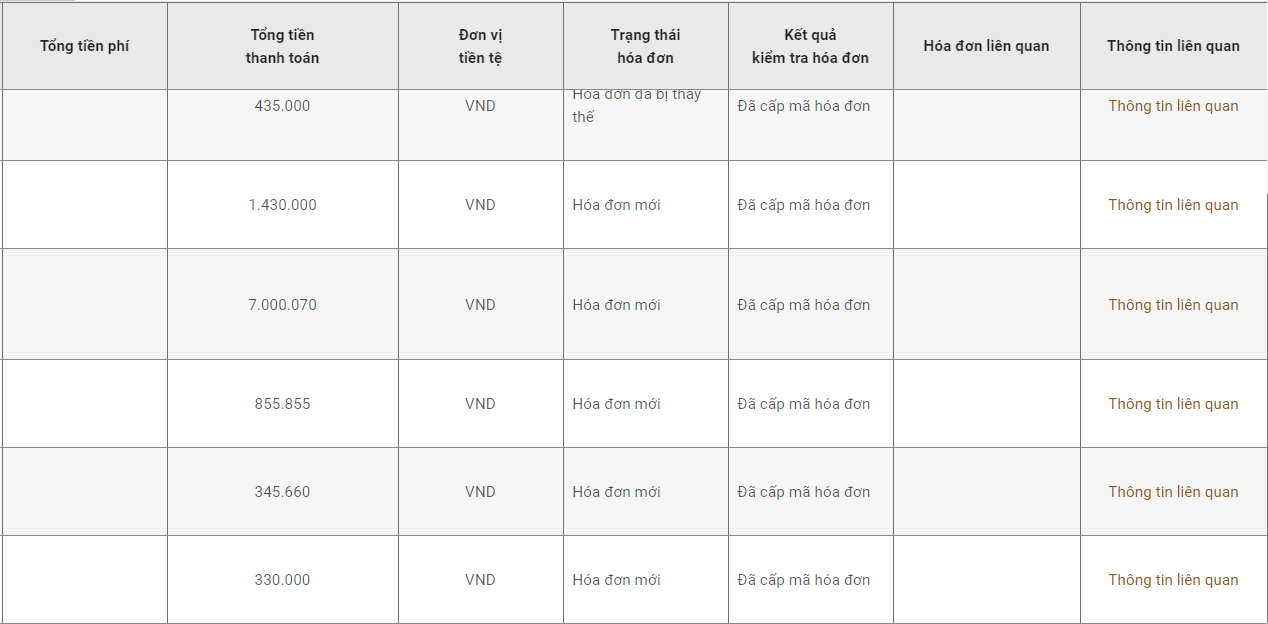 Tổng tiền phí
Tổng tiền
thanh toán
Đơn vị
tiền tệ
Trạng thái
hóa đơn
Kết quả
kiểm tra hóa đơn
Hóa đơn liên quan
Thông tin liên quan
435.000
VND
Hóa đơn đã bị thay
thế
Đã cấp mã hóa đơn
Thông tin liên quan
1.430.000
VND
Hóa đơn mới
Đã cấp mã hóa đơn
Thông tin liên quan
7.000.070
VND
Hóa đơn mới
Đã cấp mã hóa đơn
Thông tin liên quan
855.855
VND
Hóa đơn mới
Đã cấp mã hóa đơn
Thông tin liên quan
345.660
VND
Hóa đơn mới
Đã cấp mã hóa đơn
Thông tin liên quan
330.000
VND
Hóa đơn mới
Đã cấp mã hóa đơn
Thông tin liên quan